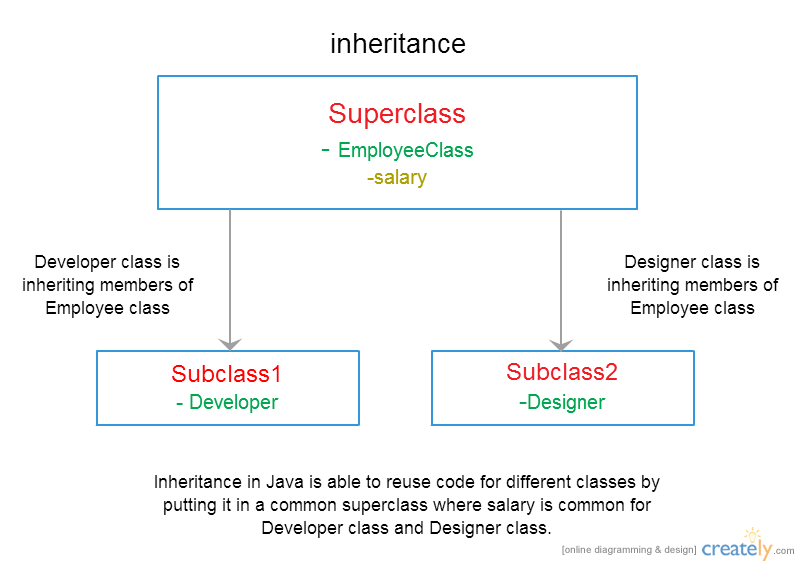 inheritance
Superclass
- EmployeeClass
-salary
Developer class is
inheriting members of
Employee class
Designer class is
inheriting members of
Employee class
Subclass1
- Developer
Subclass2
-Designer
Inheritance in Java is able to reuse code for different classes by
putting it in a common superclass where salary is common for
Developer class and Designer class.
[online diagramming & design] creately.com